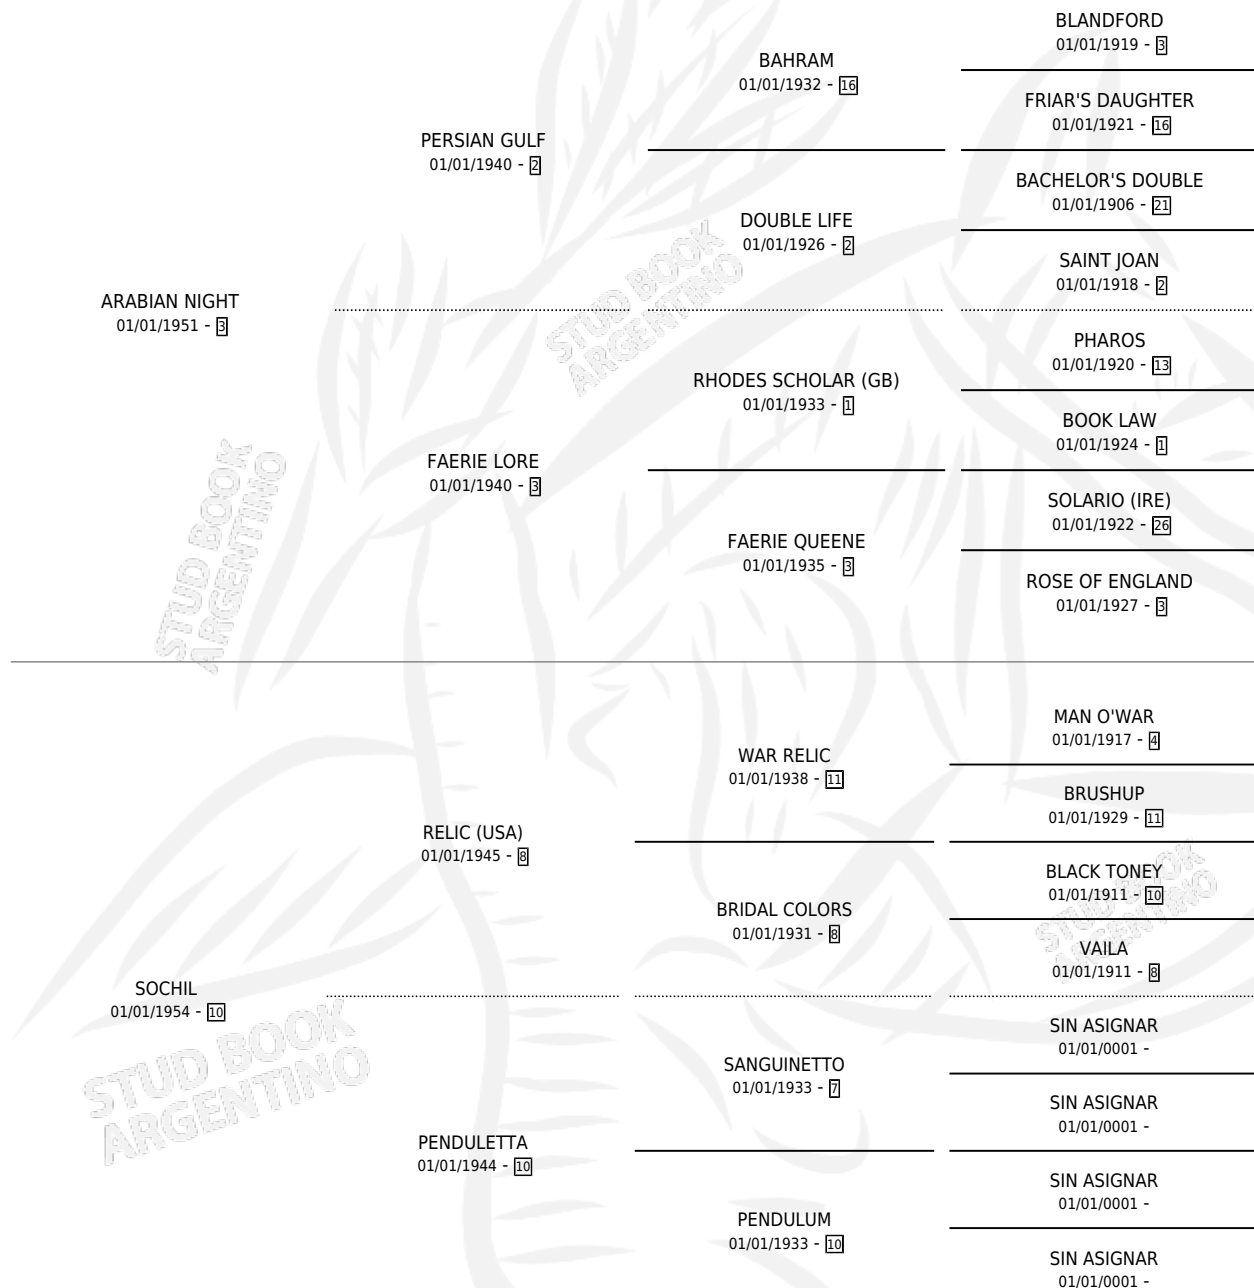 BLANDFORD
01/01/1919 - 3
BAHRAM
01/01/1932 - 16
FRIAR'S DAUGHTER
01/01/1921 - 16
PERSIAN GULF
01/01/1940 - 2
BACHELOR'S DOUBLE
01/01/1906 - 21
DOUBLE LIFE
01/01/1926 - 2
SAINT JOAN
01/01/1918 - 2
ARABIAN NIGHT
01/01/1951 - 3
STUD BOOK
ARGENTINO
PHAROS
01/01/1920 - 13
RHODES SCHOLAR (GB)
01/01/1933 - 1
BOOK LAW
01/01/1924 - 1
FAERIE LORE
01/01/1940 - 3
SOLARIO (IRE)
01/01/1922 - 26
FAERIE QUEENE
01/01/1935 - 3
ROSE OF ENGLAND
01/01/1927 - 3
STUD BOOK
ARGENTINO
MAN O'WAR
01/01/1917 - 4
WAR RELIC
01/01/1938 - 11
BRUSHUP
01/01/1929 - 11
RELIC (USA)
01/01/1945 - 8
BLACK TONEY
01/01/1911 - 10
BRIDAL COLORS
01/01/1931 - 8
STUD BOOK
ARGENTINO
VAILA
01/01/1911 - 8
SOCHIL
01/01/1954 - 10
SIN ASIGNAR
01/01/0001 -
SANGUINETTO
01/01/1933 - 7
SIN ASIGNAR
01/01/0001 -
STUD BOOK
ARGENTINO
PENDULETTA
01/01/1944 - 10
SIN ASIGNAR
01/01/0001 -
PENDULUM
01/01/1933 - 10
SIN ASIGNAR
01/01/0001 -